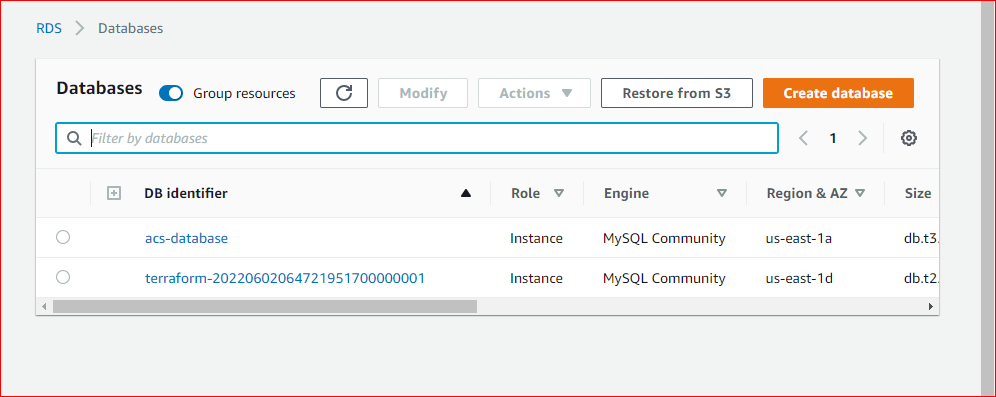 RDS > Databases
Databases Group resources Modify Actions Restore from S3 Create database
Filter by databases 1
DB identifier Role Engine Region & AZ Size
acs-database Instance MySQL Community us-east-1a db.t3.
terraform-20220602064721951700000001 Instance MySQL Community us-east-1d db.t2.